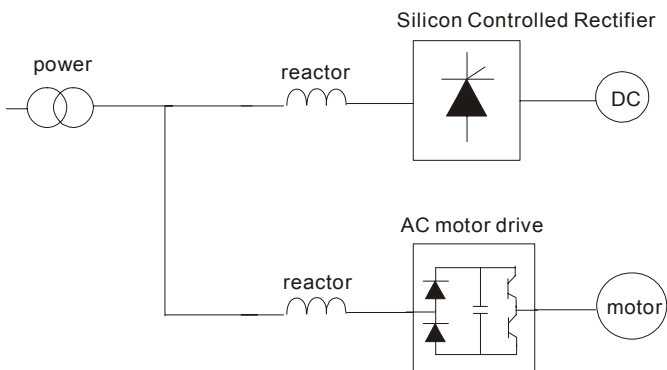 Silicon Controlled Rectifier
power
reactor
DC
AC motor drive
reactor
motor